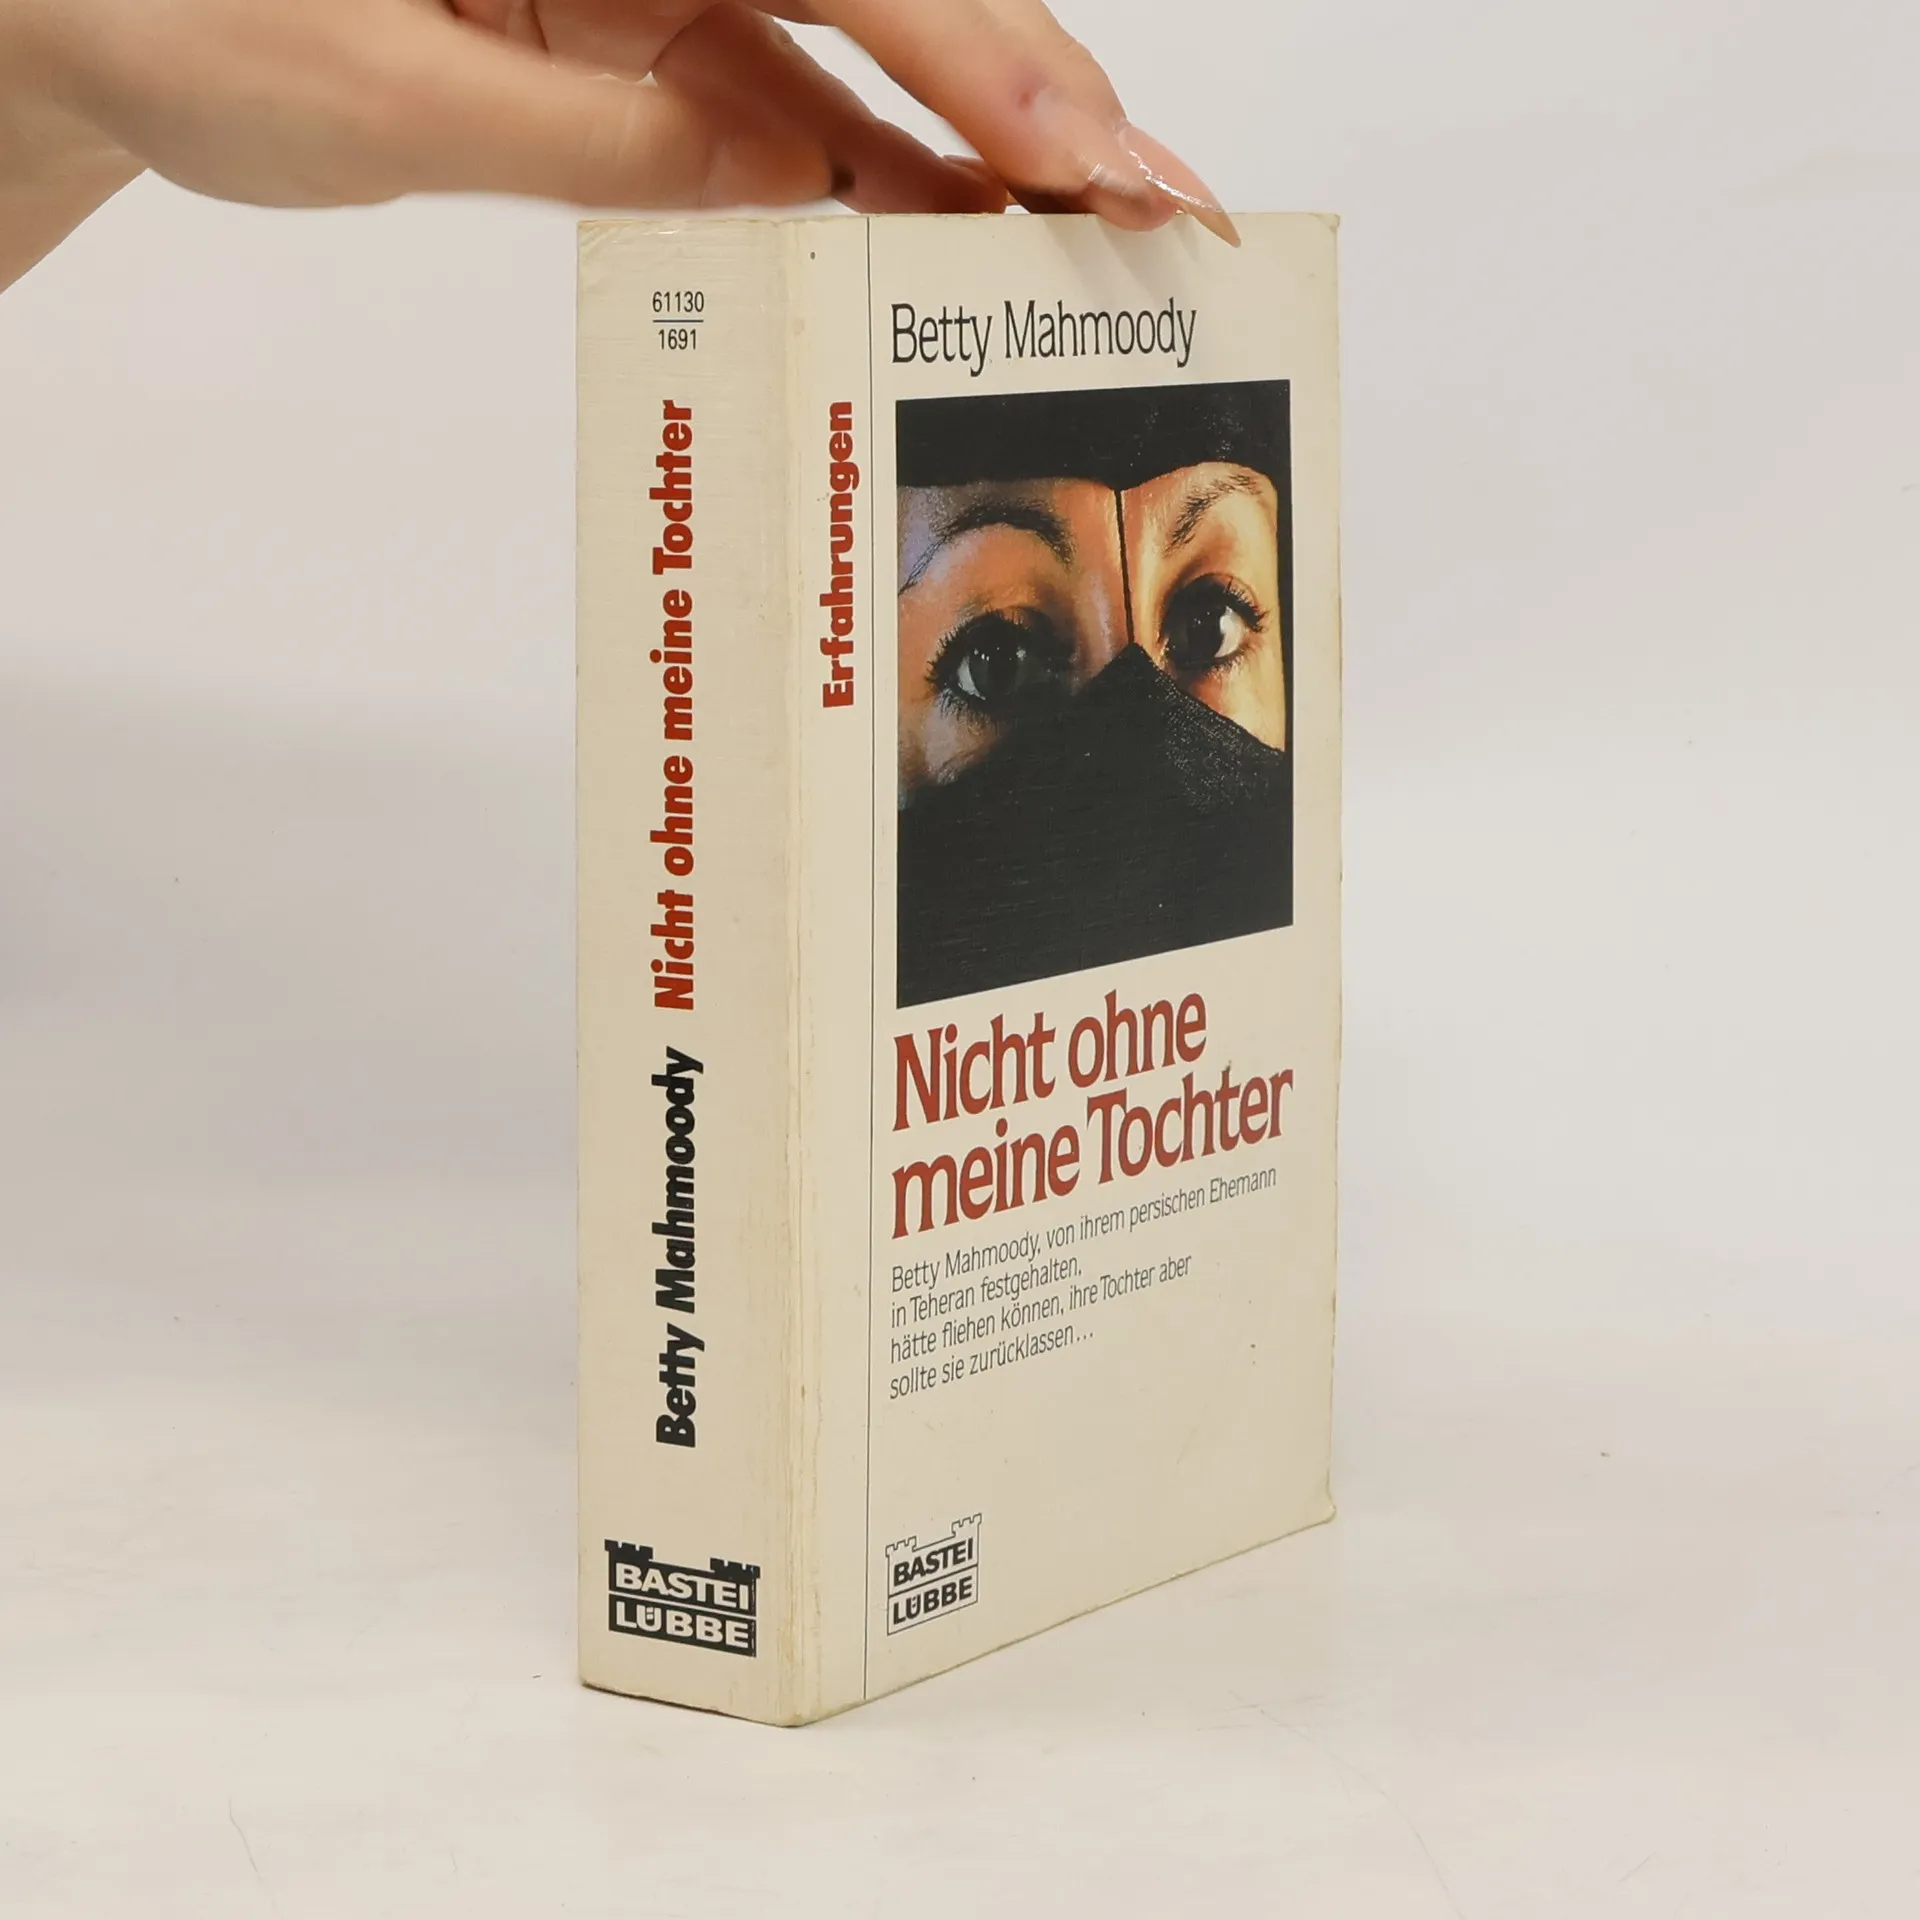 61130
1691
Betty Mahmoody Nicht ohne meine Tochter
BASTEI
LÜBBE
Erfahrungen
Betty Mahmoody
Nicht ohne
meine Tochter
Betty Mahmoody, von ihrem persischen Ehemann
in Teheran festgehalten,
hätte fliehen können, ihre Tochter aber
sollte sie zurücklassen...
BASTEI
LÜBBE